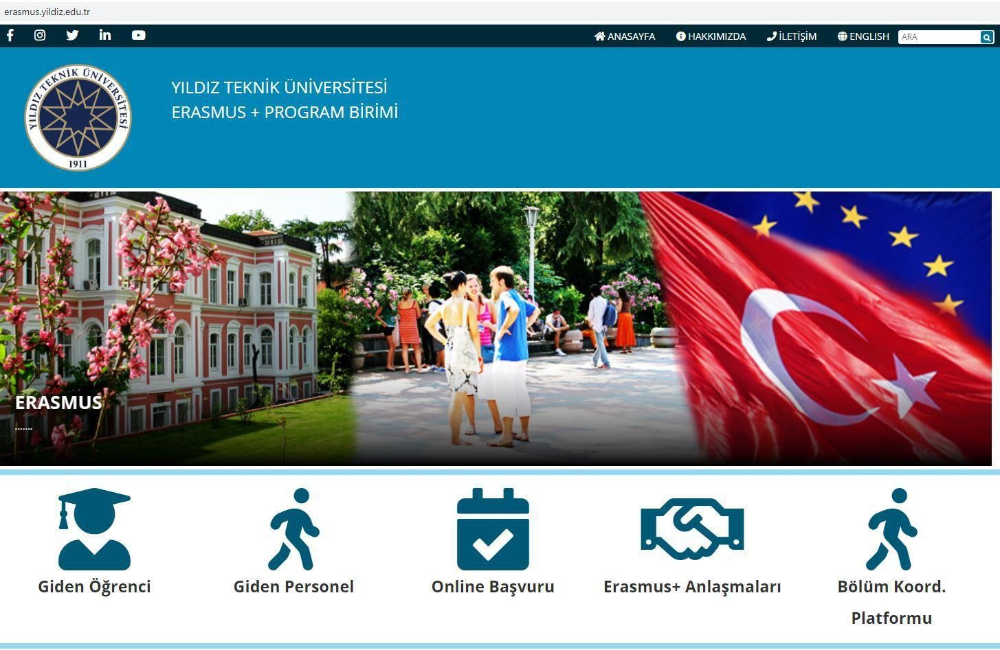 erasmus.yildiz.edu.tr
ANASAYFA HAKKIMIZDA İLETİŞİM ENGLISH ARA
YILDIZ TEKNİK ÜNİVERSİTESİ
1911
YILDIZ TEKNİK ÜNİVERSİTESİ
ERASMUS + PROGRAM BİRİMİ
ERASMUS
.......
Giden Öğrenci
Giden Personel
Online Başvuru
Erasmus+ Anlaşmaları
Bölüm Koord.
Platformu